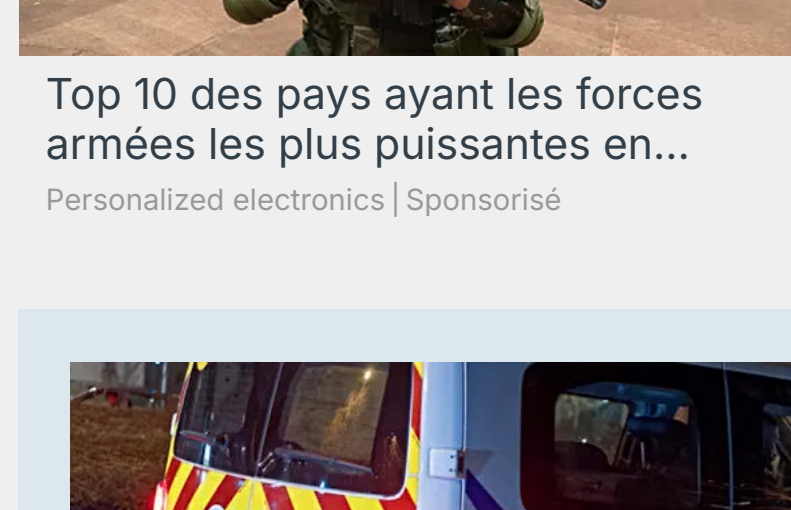 Top 10 des pays ayant les forces
armées les plus puissantes en...
Personalized electronics | Sponsorisé